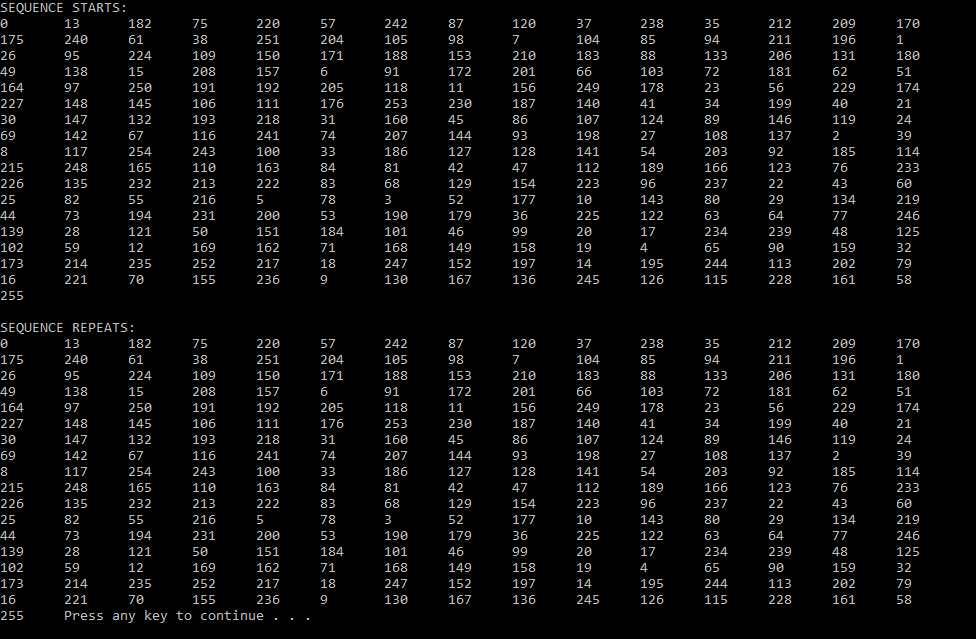 SEQUENCE STARTS:
0 13 182 75 220 57 242 87 120 37 238 35 212 209 170
175 240 61 38 251 204 105 98 7 104 85 94 211 196 1
26 95 224 109 150 171 188 153 210 183 88 133 206 131 180
49 138 15 208 157 6 91 172 201 66 103 72 181 62 51
164 97 250 191 192 205 118 11 156 249 178 23 56 229 174
227 148 145 106 111 176 253 230 187 140 41 34 199 40 21
30 147 132 193 218 31 160 45 86 107 124 89 146 119 24
69 142 67 116 241 74 207 144 93 198 27 108 137 2 39
8 117 254 243 100 33 186 127 128 141 54 203 92 185 114
215 248 165 110 163 84 81 42 47 112 189 166 123 76 233
226 135 232 213 222 83 68 129 154 223 96 237 22 43 60
25 82 55 216 5 78 3 52 177 10 143 80 29 134 219
44 73 194 231 200 53 190 179 36 225 122 63 64 77 246
139 28 121 50 151 184 101 46 99 20 17 234 239 48 125
102 59 12 169 162 71 168 149 158 19 4 65 90 159 32
173 214 235 252 217 18 247 152 197 14 195 244 113 202 79
16 221 70 155 236 9 130 167 136 245 126 115 228 161 58
255
SEQUENCE REPEATS:
0 13 182 75 220 57 242 87 120 37 238 35 212 209 170
175 240 61 38 251 204 105 98 7 104 85 94 211 196 1
26 95 224 109 150 171 188 153 210 183 88 133 206 131 180
49 138 15 208 157 6 91 172 201 66 103 72 181 62 51
164 97 250 191 192 205 118 11 156 249 178 23 56 229 174
227 148 145 106 111 176 253 230 187 140 41 34 199 40 21
30 147 132 193 218 31 160 45 86 107 124 89 146 119 24
69 142 67 116 241 74 207 144 93 198 27 108 137 2 39
8 117 254 243 100 33 186 127 128 141 54 203 92 185 114
215 248 165 110 163 84 81 42 47 112 189 166 123 76 233
226 135 232 213 222 83 68 129 154 223 96 237 22 43 60
25 82 55 216 5 78 3 52 177 10 143 80 29 134 219
44 73 194 231 200 53 190 179 36 225 122 63 64 77 246
139 28 121 50 151 184 101 46 99 20 17 234 239 48 125
102 59 12 169 162 71 168 149 158 19 4 65 90 159 32
173 214 235 252 217 18 247 152 197 14 195 244 113 202 79
16 221 70 155 236 9 130 167 136 245 126 115 228 161 58
255 Press any key to continue . . .